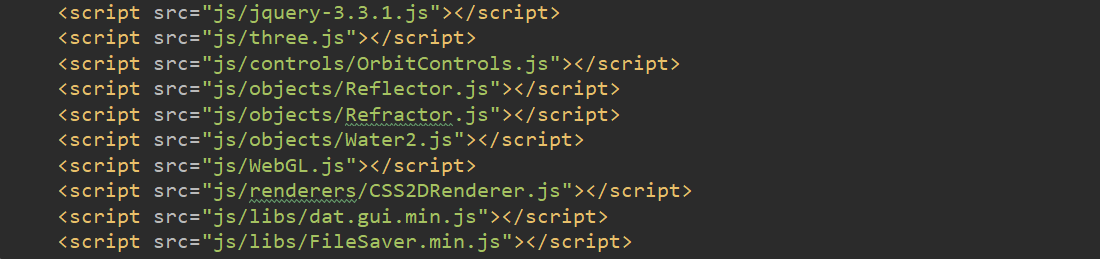 <script src="js/jquery-3.3.1.js"></script>
<script src="js/three.js"></script>
<script src="js/controls/OrbitControls.js"></script>
<script src="js/objects/Reflector.js"></script>
<script src="js/objects/Refractor.js"></script>
<script src="js/objects/Water2.js"></script>
<script src="js/WebGL.js"></script>
<script src="js/renderers/CSS2DRenderer.js"></script>
<script src="js/libs/dat.gui.min.js"></script>
<script src="js/libs/FileSaver.min.js"></script>